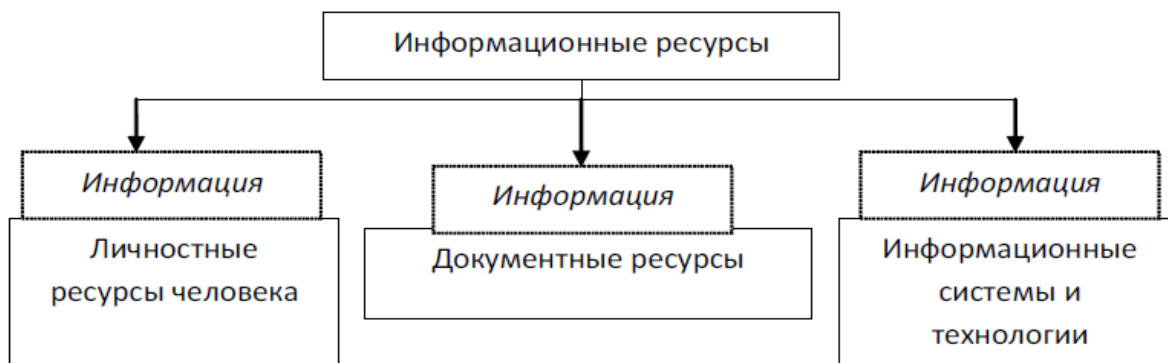 Информационные ресурсы
Информация
Личностные
ресурсы человека
Информация
Документные ресурсы
Информация
Информационные
системы и
технологии